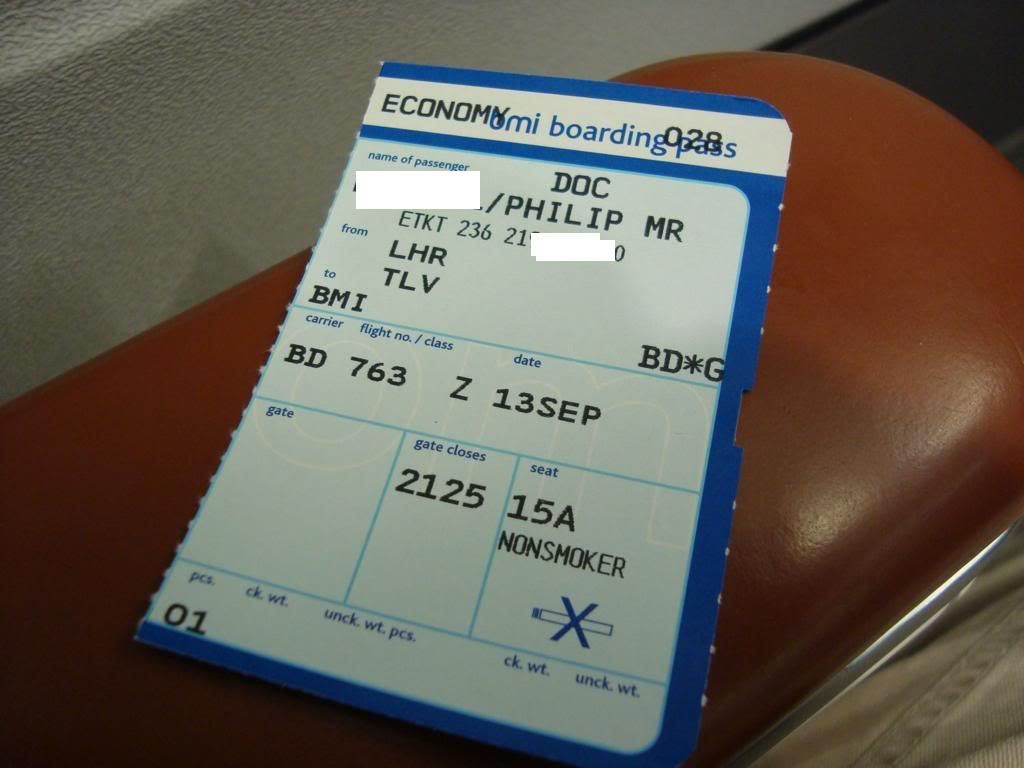 ECONOMY bmi boarding pass 028
name of passenger
DOC
/PHILIP MR
ETKT 236 21 0
from
LHR
to
TLV
BMI
carrier flight no. / class date
BD*G
BD 763 Z 13SEP
gate
gate closes
seat
2125
15A
NONSMOKER
pcs. ck. wt. unck. wt. pcs. ck. wt. unck. wt.
01